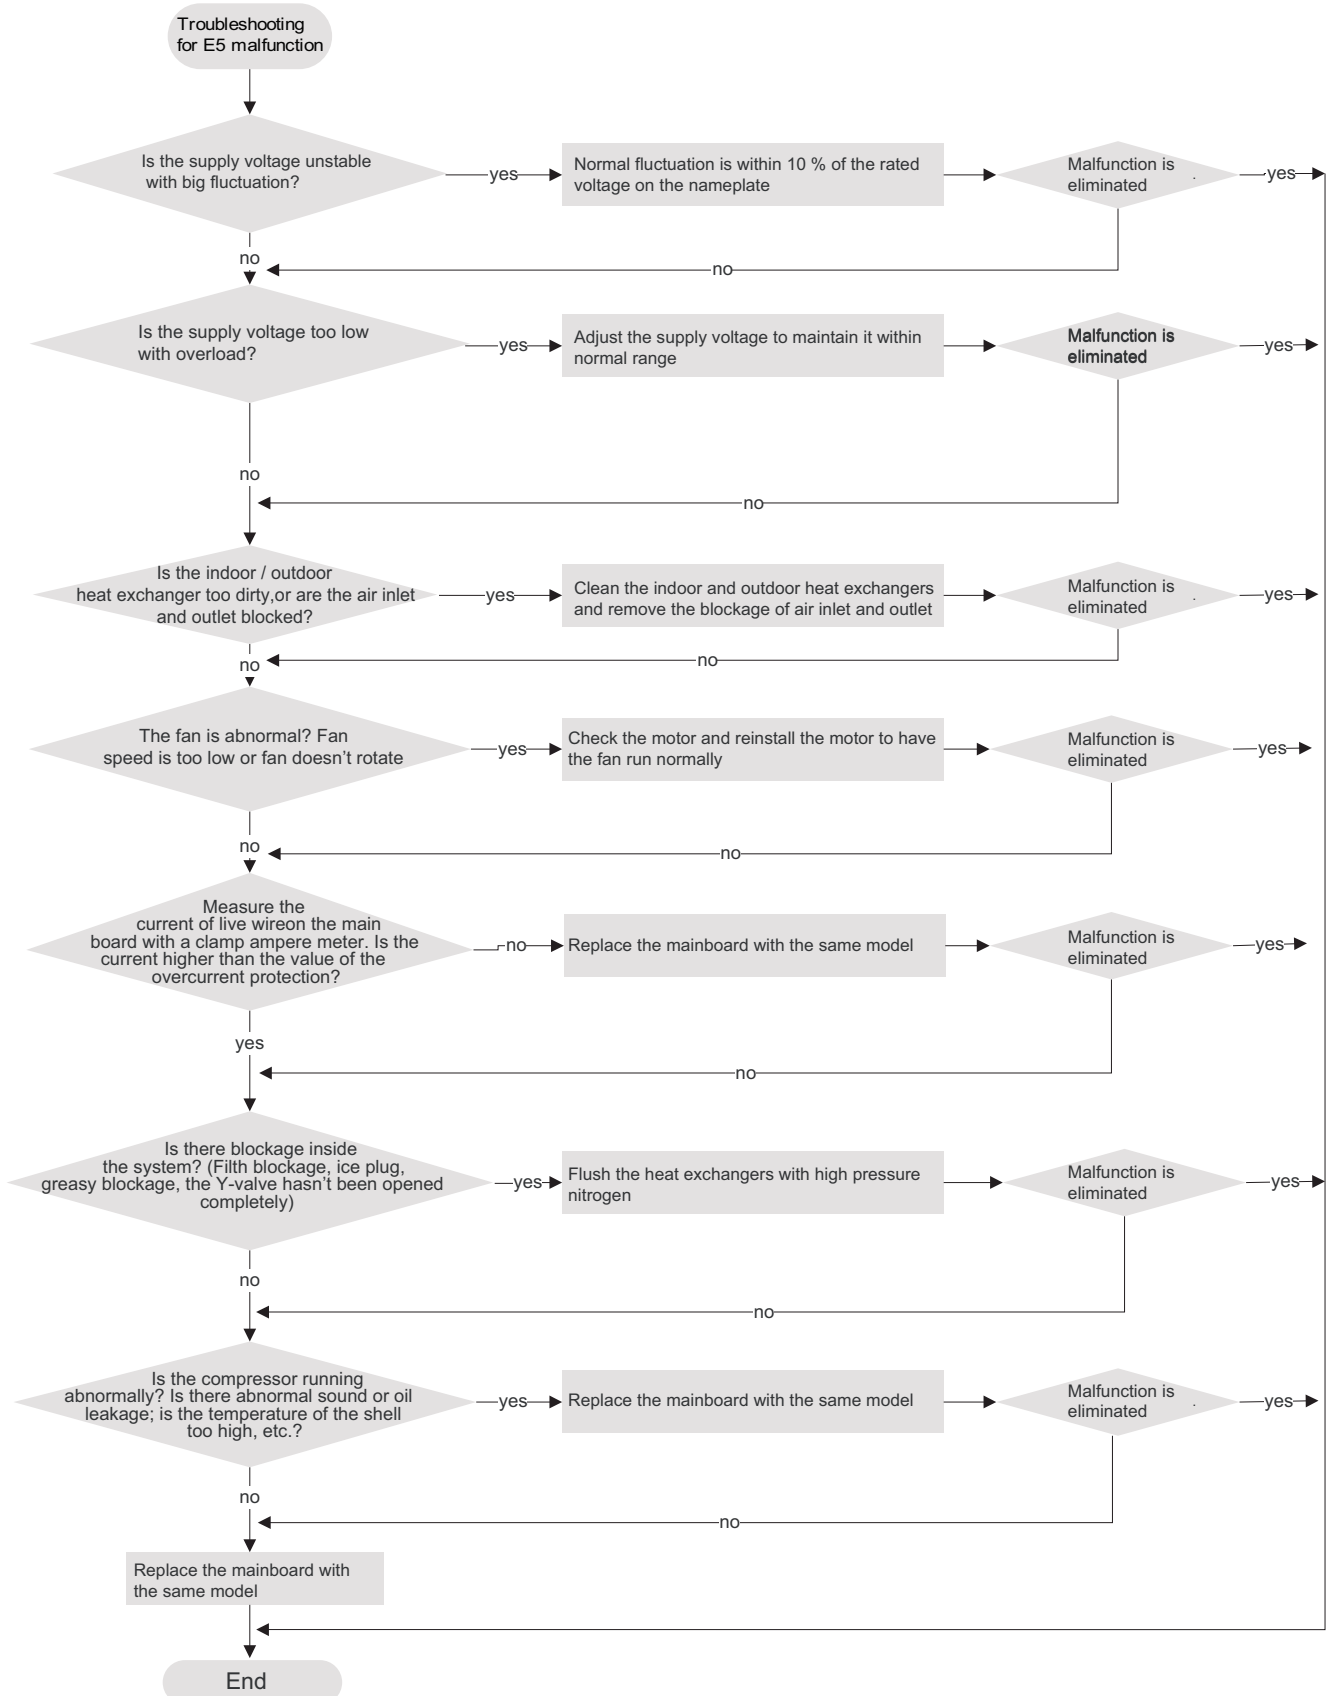 Troubleshooting
for E5 malfunction
Is the supply voltage unstable
with big fluctuation?
yes
Normal fluctuation is within 10 % of the rated
voltage on the nameplate
Malfunction is
eliminated
yes
no
no
Is the supply voltage too low
with overload?
yes
Adjust the supply voltage to maintain it within
normal range
Malfunction is
eliminated
yes
no
no
Is the indoor / outdoor
heat exchanger too dirty,or are the air inlet
and outlet blocked?
yes
Clean the indoor and outdoor heat exchangers
and remove the blockage of air inlet and outlet
Malfunction is
eliminated
yes
no
no
The fan is abnormal? Fan
speed is too low or fan doesn't rotate
yes
Check the motor and reinstall the motor to have
the fan run normally
Malfunction is
eliminated
yes
no
no
Measure the
current of live wireon the main
board with a clamp ampere meter. Is the
current higher than the value of the
overcurrent protection?
no
Replace the mainboard with the same model
Malfunction is
eliminated
yes
yes
no
Is there blockage inside
the system? (Filth blockage, ice plug,
greasy blockage, the Y-valve hasn't been opened
completely)
yes
Flush the heat exchangers with high pressure
nitrogen
Malfunction is
eliminated
yes
no
no
Is the compressor running
abnormally? Is there abnormal sound or oil
leakage; is the temperature of the shell
too high, etc.?
yes
Replace the mainboard with the same model
Malfunction is
eliminated
yes
no
no
Replace the mainboard with
the same model
End